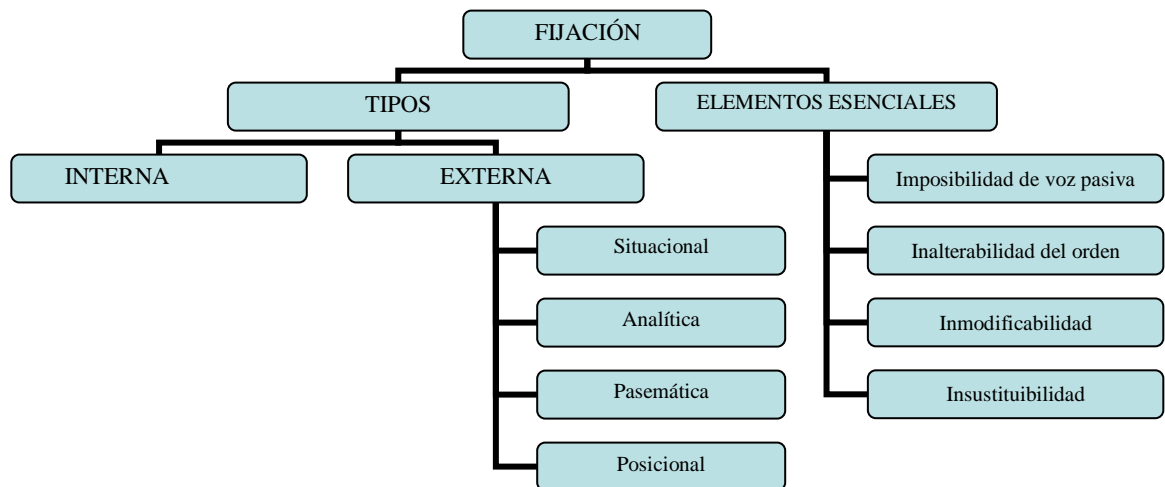 FIJACIÓN
TIPOS
ELEMENTOS ESENCIALES
INTERNA
EXTERNA
Situacional
Analítica
Pasemática
Posicional
Imposibilidad de voz pasiva
Inalterabilidad del orden
Inmodificabilidad
Insustituibilidad